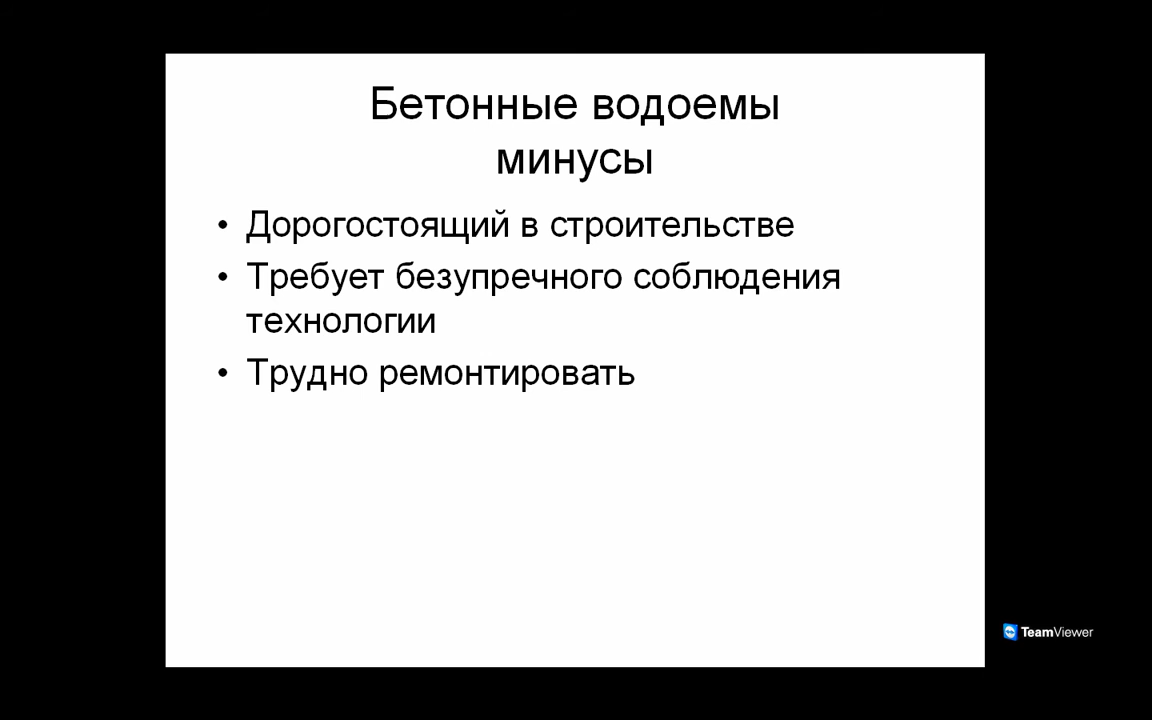 Бетонные водоемы
минусы
• Дорогостоящий в строительстве
• Требует безупречного соблюдения
технологии
• Трудно ремонтировать
TeamViewer